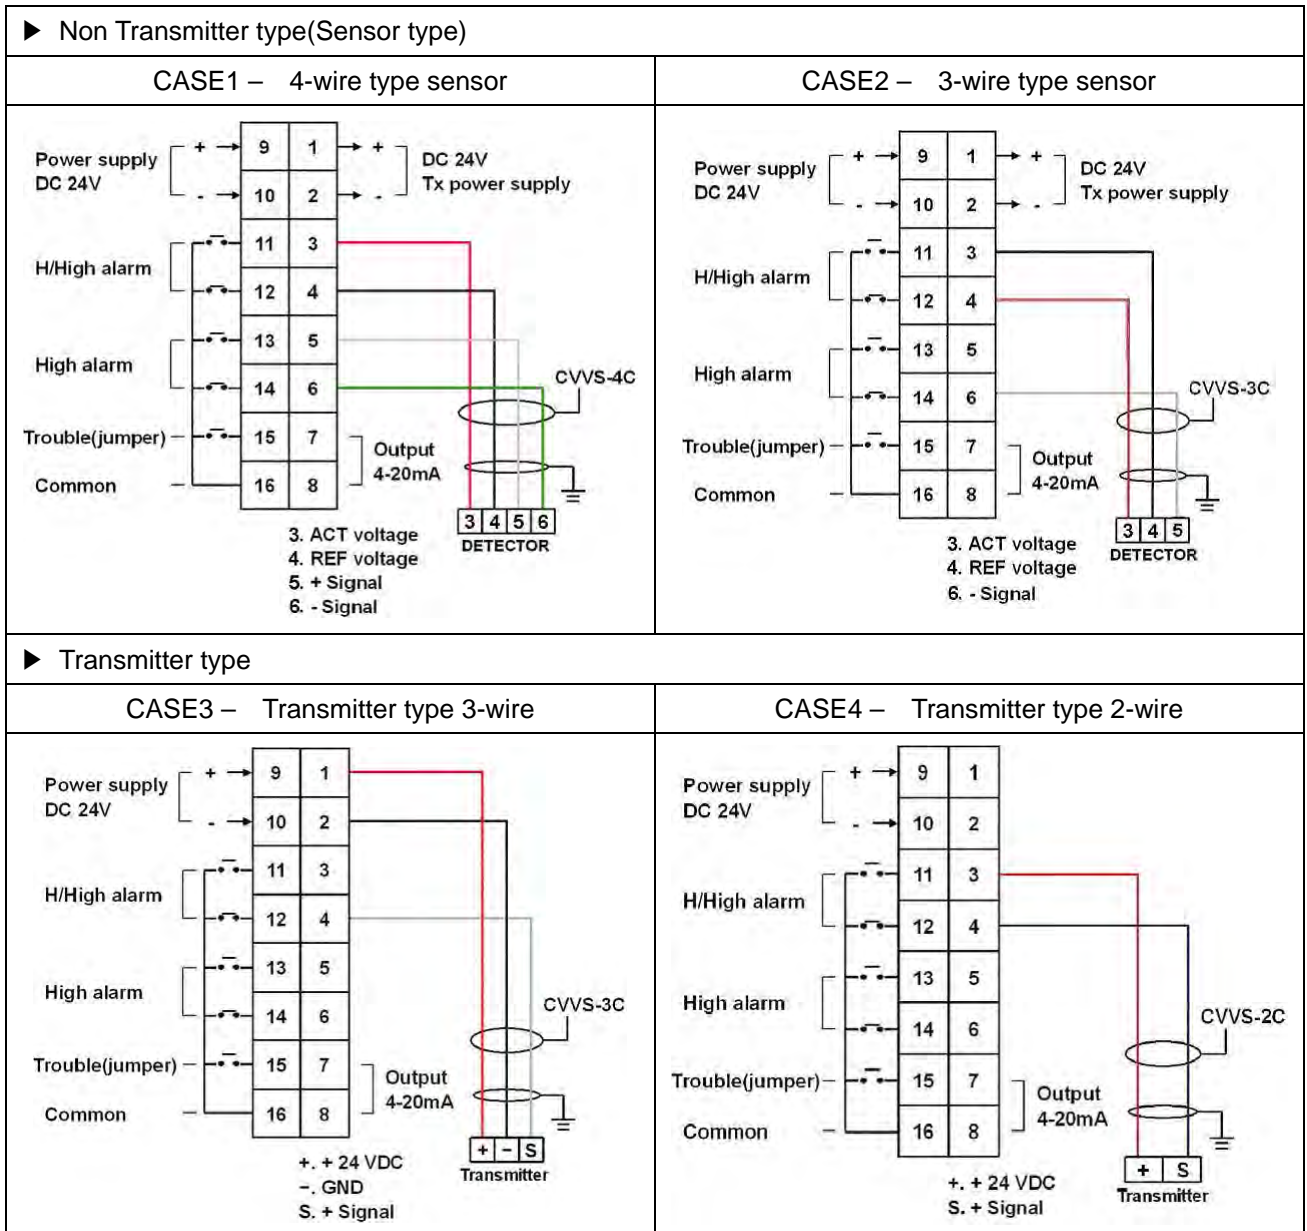 ▶ Non Transmitter type(Sensor type)
CASE1 – 4-wire type sensor
CASE2 – 3-wire type sensor
Power supply
DC 24V
+ 9 1 +
- 10 2 -
DC 24V
Tx power supply
11 3
H/High alarm
12 4
13 5
High alarm
14 6
CVVS-4C
Trouble(jumper)
15 7
Output
4-20mA
Common
16 8
3 4 5 6
DETECTOR
3. ACT voltage
4. REF voltage
5. + Signal
6. - Signal
Power supply
DC 24V
+ 9 1 +
- 10 2 -
DC 24V
Tx power supply
11 3
H/High alarm
12 4
13 5
High alarm
14 6
CVVS-3C
Trouble(jumper)
15 7
Output
4-20mA
Common
16 8
3 4 5
DETECTOR
3. ACT voltage
4. REF voltage
6. - Signal
▶ Transmitter type
CASE3 – Transmitter type 3-wire
CASE4 – Transmitter type 2-wire
Power supply
DC 24V
+ 9 1
- 10 2
11 3
H/High alarm
12 4
13 5
High alarm
14 6
CVVS-3C
Trouble(jumper)
15 7
Output
4-20mA
Common
16 8
+ − S
Transmitter
+. + 24 VDC
−. GND
S. + Signal
Power supply
DC 24V
+ 9 1
- 10 2
11 3
H/High alarm
12 4
13 5
High alarm
14 6
CVVS-2C
Trouble(jumper)
15 7
Output
4-20mA
Common
16 8
+ S
Transmitter
+. + 24 VDC
S. + Signal